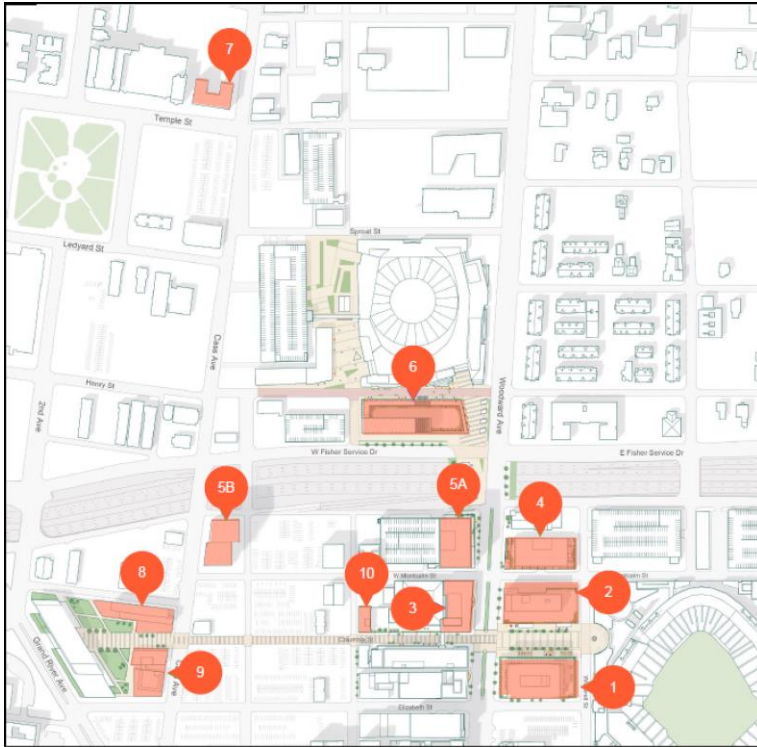 7
Temple St
Sproat St
Ledyard St
Cass Ave
Woodward Ave
6
Henry St
2nd Ave
W Fisher Service Dr
E Fisher Service Dr
5B
5A
4
W Montcalm St
8
10
3
2
Columbia St
Grand River Ave
9
Ave
1
Elizabeth St